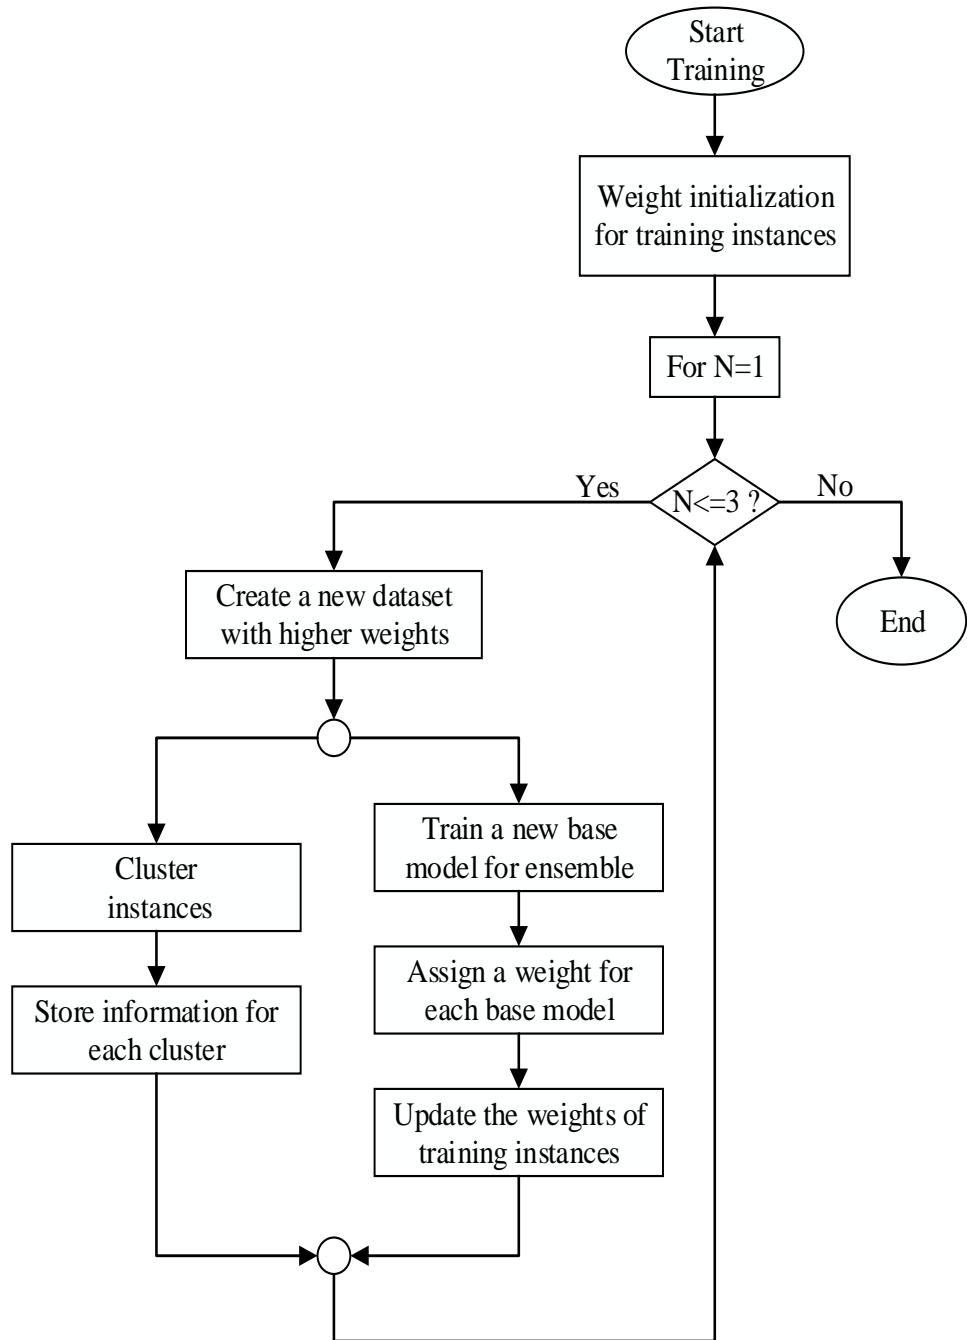 Start
Training
Weight initialization
for training instances
For N=1
N<=3 ?
Yes
No
Create a new dataset
with higher weights
End
Cluster
instances
Store information for
each cluster
Train a new base
model for ensemble
Assign a weight for
each base model
Update the weights of
training instances